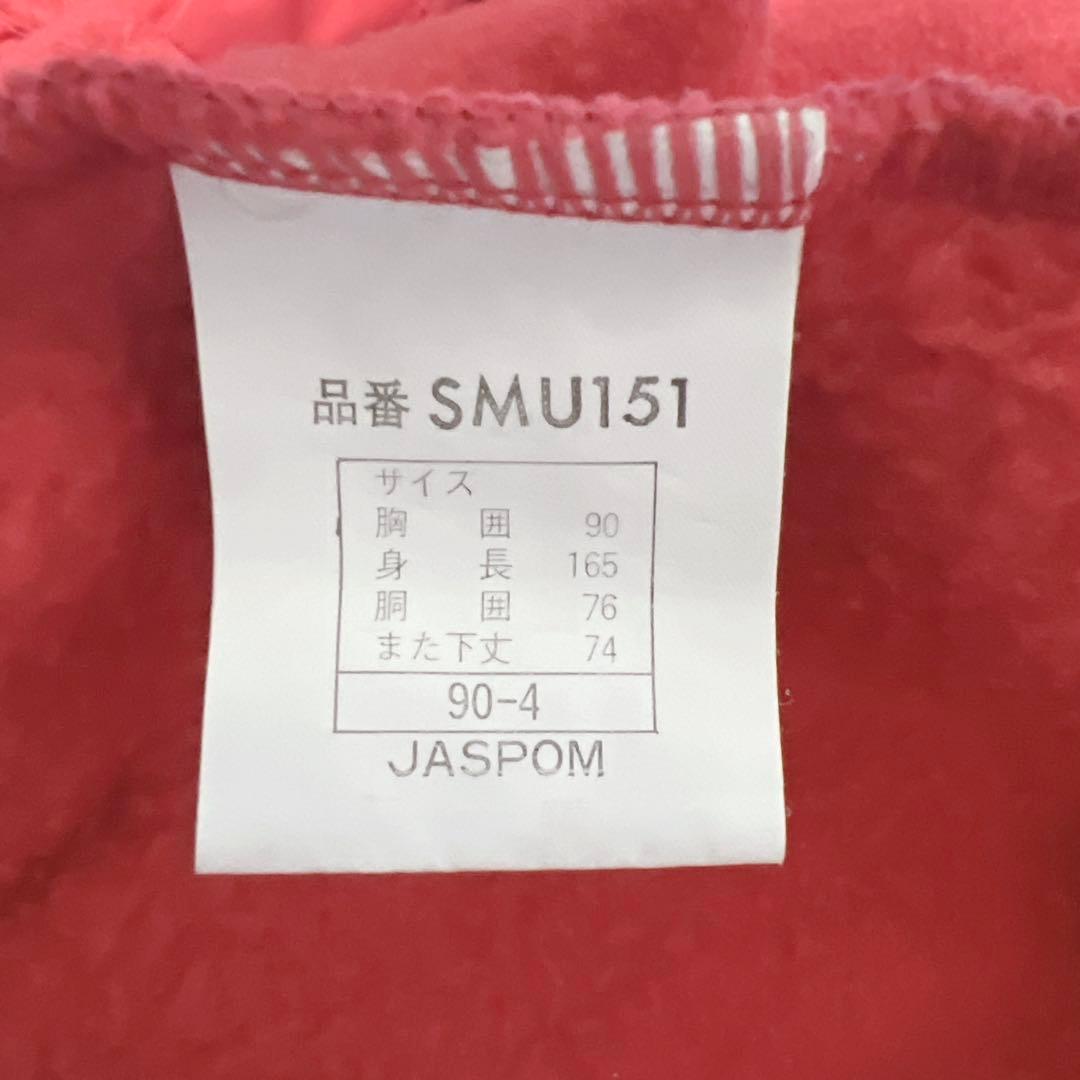 品番 SMU151
サイズ
胸囲 90
身長 165
胴囲 76
また下丈 74
90-4
JASPOM